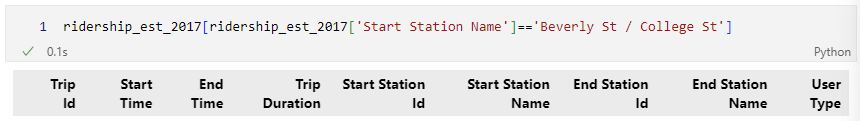 1 ridership_est_2017[ridership_est_2017['Start Station Name']=='Beverly St / College St']
✓ 0.1s Python
Trip Start End Trip Start Station Start Station End Station End Station User
Id Time Time Duration Id Name Id Name Type